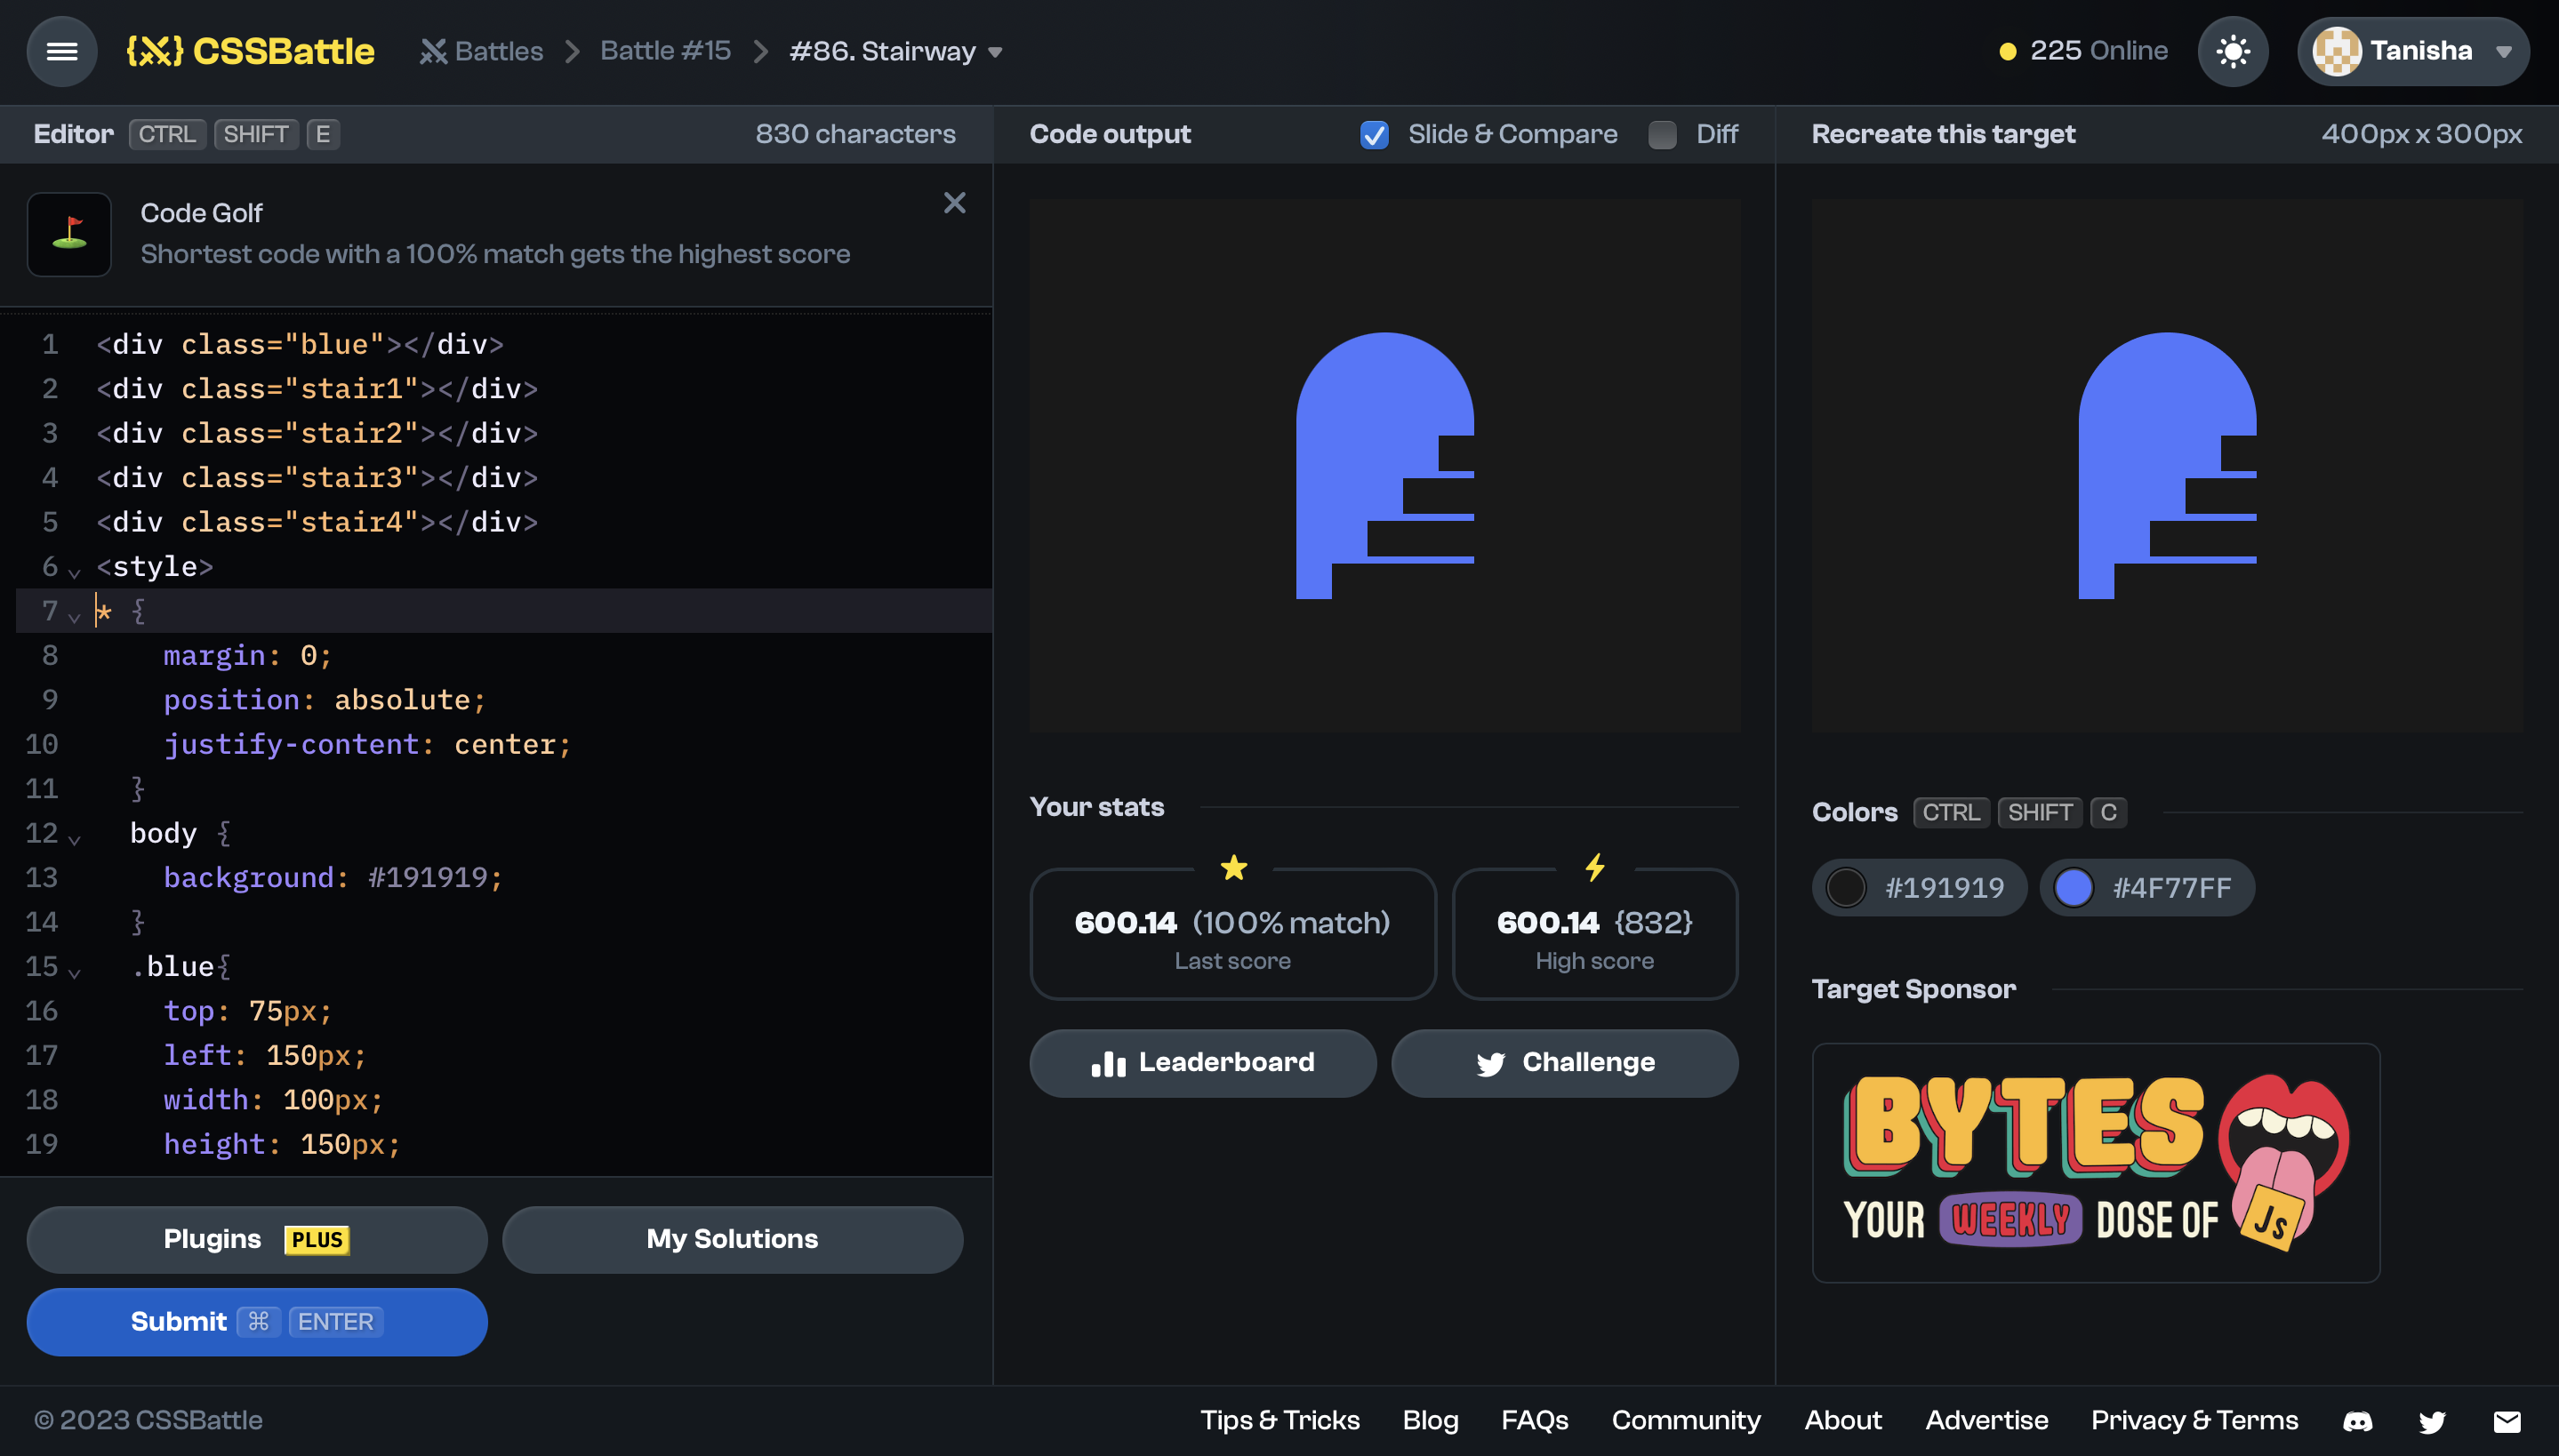 {X} CSSBattle
Battles
Battle #15
#86. Stairway
225 Online
Tanisha
Editor CTRL SHIFT E
830 characters
Code output
Slide & Compare
Diff
Recreate this target
400px x 300px
Code Golf
Shortest code with a 100% match gets the highest score
1 <div class="blue"></div>
2 <div class="stair1"></div>
3 <div class="stair2"></div>
4 <div class="stair3"></div>
5 <div class="stair4"></div>
6 <style>
7 * {
8 margin: 0;
9 position: absolute;
10 justify-content: center;
11 }
12 body {
13 background: #191919;
14 }
15 .blue{
16 top: 75px;
17 left: 150px;
18 width: 100px;
19 height: 150px;
Your stats
600.14 (100% match)
Last score
600.14 {832}
High score
Leaderboard
Challenge
Colors CTRL SHIFT C
#191919
#4F77FF
Target Sponsor
BYTES
YOUR WEEKLY DOSE OF JS
Plugins PLUS
My Solutions
Submit ⌘ ENTER
© 2023 CSSBattle
Tips & Tricks
Blog
FAQs
Community
About
Advertise
Privacy & Terms